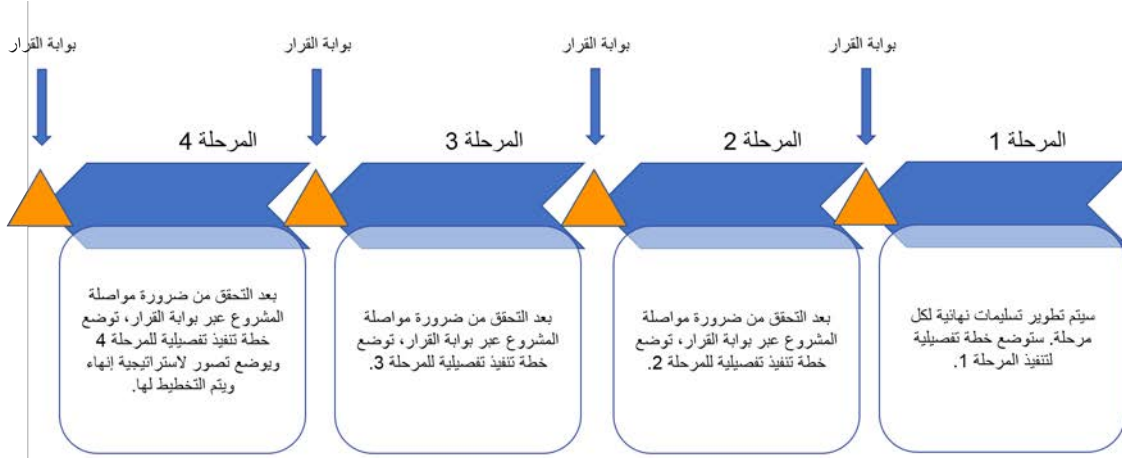 بوابة القرار
بوابة القرار
بوابة القرار
بوابة القرار
المرحلة 1
المرحلة 2
المرحلة 3
المرحلة 4
سيتم تطوير تسليمات نهائية لكل
مرحلة. ستوضع خطة تفصيلية
لتنفيذ المرحلة 1.
بعد التحقق من ضرورة مواصلة
المشروع عبر بوابة القرار، توضع
خطة تنفيذ تفصيلية للمرحلة 2.
بعد التحقق من ضرورة مواصلة
المشروع عبر بوابة القرار، توضع
خطة تنفيذ تفصيلية للمرحلة 3.
بعد التحقق من ضرورة مواصلة
المشروع عبر بوابة القرار، توضع
خطة تنفيذ تفصيلية للمرحلة 4
ويوضع تصور لاستراتيجية إنهاء
ويتم التخطيط لها.